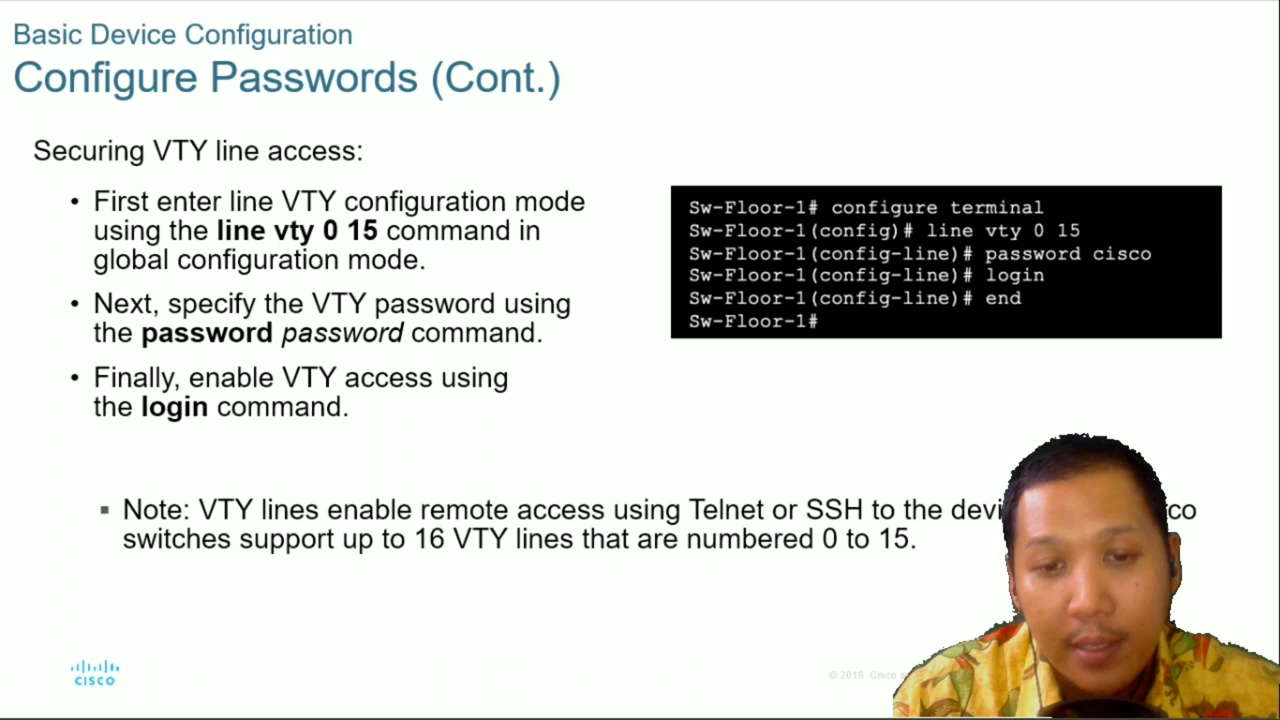 Basic Device Configuration
Configure Passwords (Cont.)
Securing VTY line access:
• First enter line VTY configuration mode
using the line vty 0 15 command in
global configuration mode.
• Next, specify the VTY password using
the password password command.
• Finally, enable VTY access using
the login command.
Sw-Floor-1# configure terminal
Sw-Floor-1(config)# line vty 0 15
Sw-Floor-1(config-line)# password cisco
Sw-Floor-1(config-line)# login
Sw-Floor-1(config-line)# end
Sw-Floor-1#
▪ Note: VTY lines enable remote access using Telnet or SSH to the
switches support up to 16 VTY lines that are numbered 0 to 15.
CISCO
© 2016 Cisco